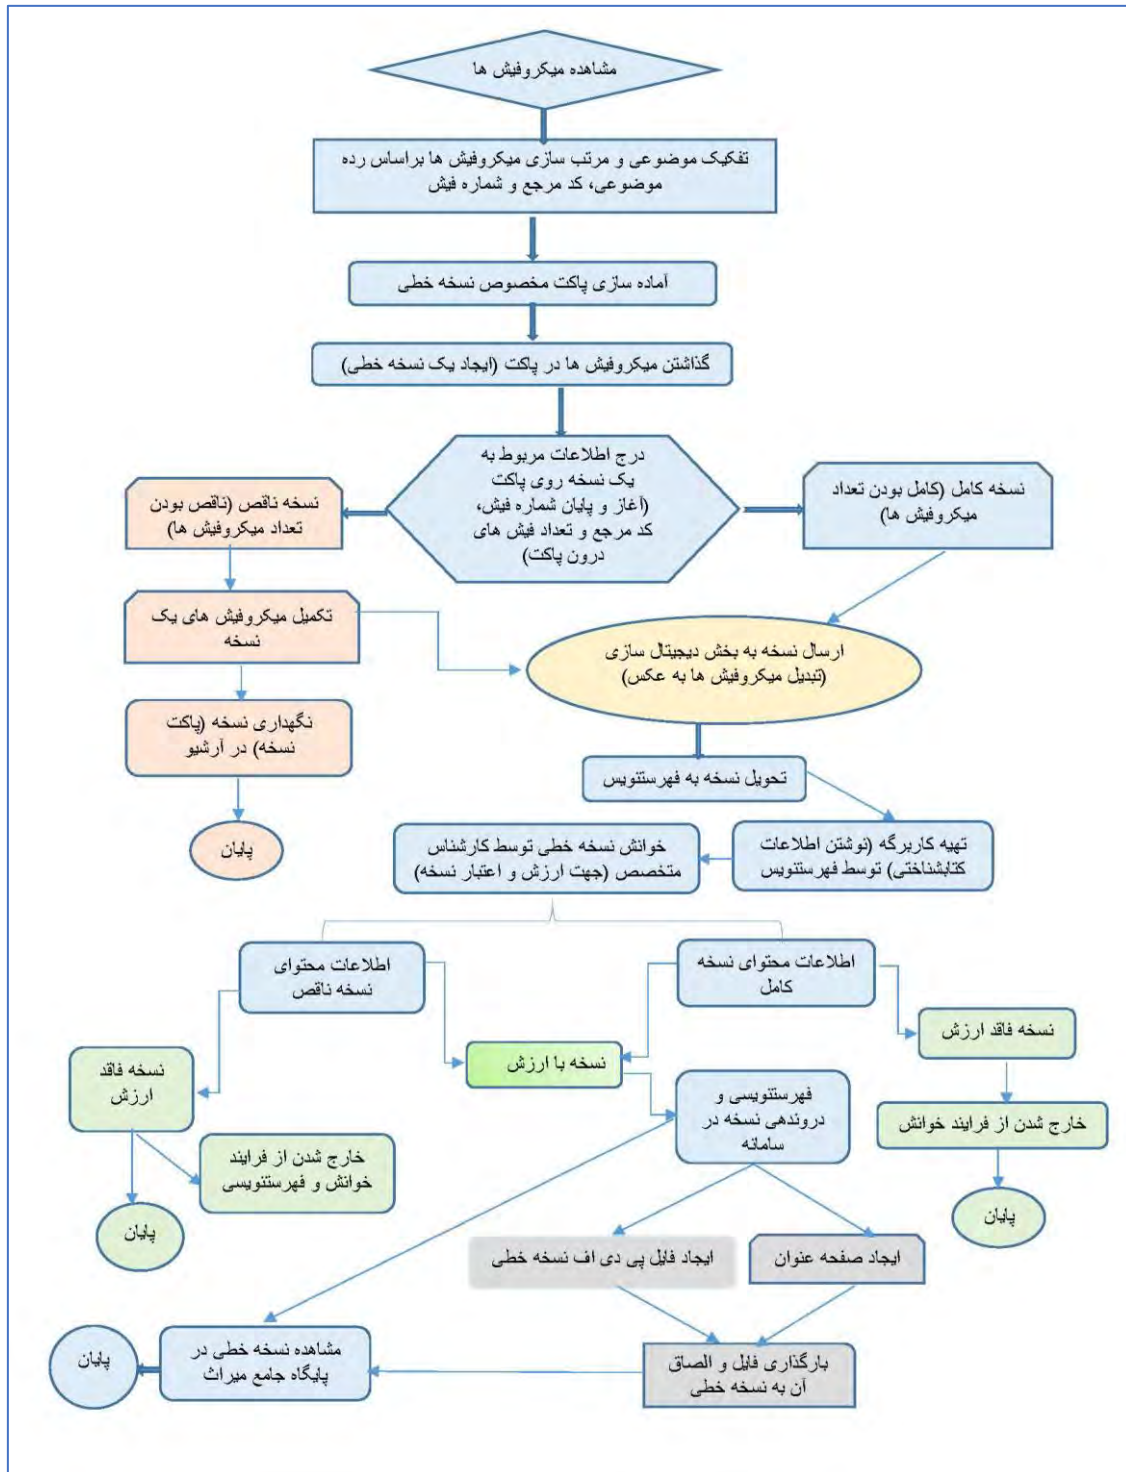 مشاهده میکروفیش ها
تفکیک موضوعی و مرتب سازی میکروفیش ها براساس رده
موضوعی، کد مرجع و شماره فیش
آماده سازی پاکت مخصوص نسخه خطی
گذاشتن میکروفیش ها در پاکت (ایجاد یک نسخه خطی)
درج اطلاعات مربوط به
یک نسخه روی پاکت
(آغاز و پایان شماره فیش،
کد مرجع و تعداد فیش های
درون پاکت)
نسخه کامل (کامل بودن تعداد
میکروفیش ها)
نسخه ناقص (ناقص بودن
تعداد میکروفیش ها)
تکمیل میکروفیش های یک
نسخه
ارسال نسخه به بخش دیجیتال سازی
(تبدیل میکروفیش ها به عکس)
نگهداری نسخه (پاکت
نسخه) در آرشیو
پایان
تحویل نسخه به فهرستنویس
تهیه کاربرگه (نوشتن اطلاعات
کتابشناختی) توسط فهرستنویس
خوانش نسخه خطی توسط کارشناس
متخصص (جهت ارزش و اعتبار نسخه)
اطلاعات محتوای نسخه
کامل
اطلاعات محتوای
نسخه ناقص
نسخه فاقد ارزش
نسخه با ارزش
نسخه فاقد
ارزش
فهرستنویسی و
دروندهی نسخه در
سامانه
خارج شدن از فرایند خوانش
خارج شدن از فرایند
خوانش و فهرستنویسی
پایان
پایان
ایجاد صفحه عنوان
ایجاد فایل پی دی اف نسخه خطی
بارگذاری فایل و الصاق
آن به نسخه خطی
مشاهده نسخه خطی در
پایگاه جامع میراث
پایان